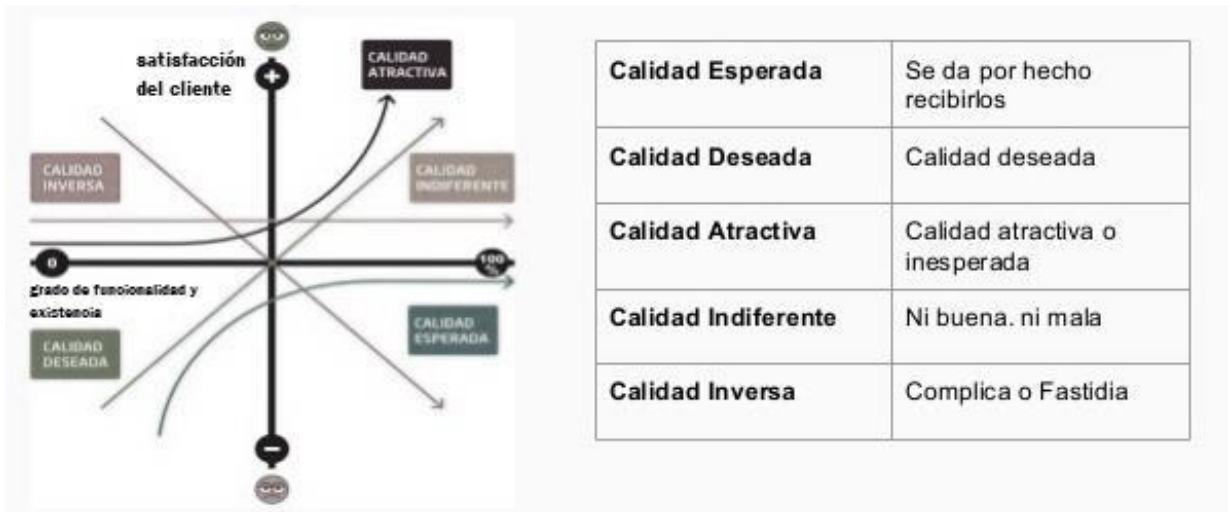 satisfacción
del cliente
+
CALIDAD
ATRACTIVA
CALIDAD
INVERSA
CALIDAD
INDIFERENTE
0
100
%
grado de funcionalidad y
existencia
CALIDAD
DESEADA
CALIDAD
ESPERADA
−
Calidad Esperada
Se da por hecho
recibirlos
Calidad Deseada
Calidad deseada
Calidad Atractiva
Calidad atractiva o
inesperada
Calidad Indiferente
Ni buena. ni mala
Calidad Inversa
Complica o Fastidia